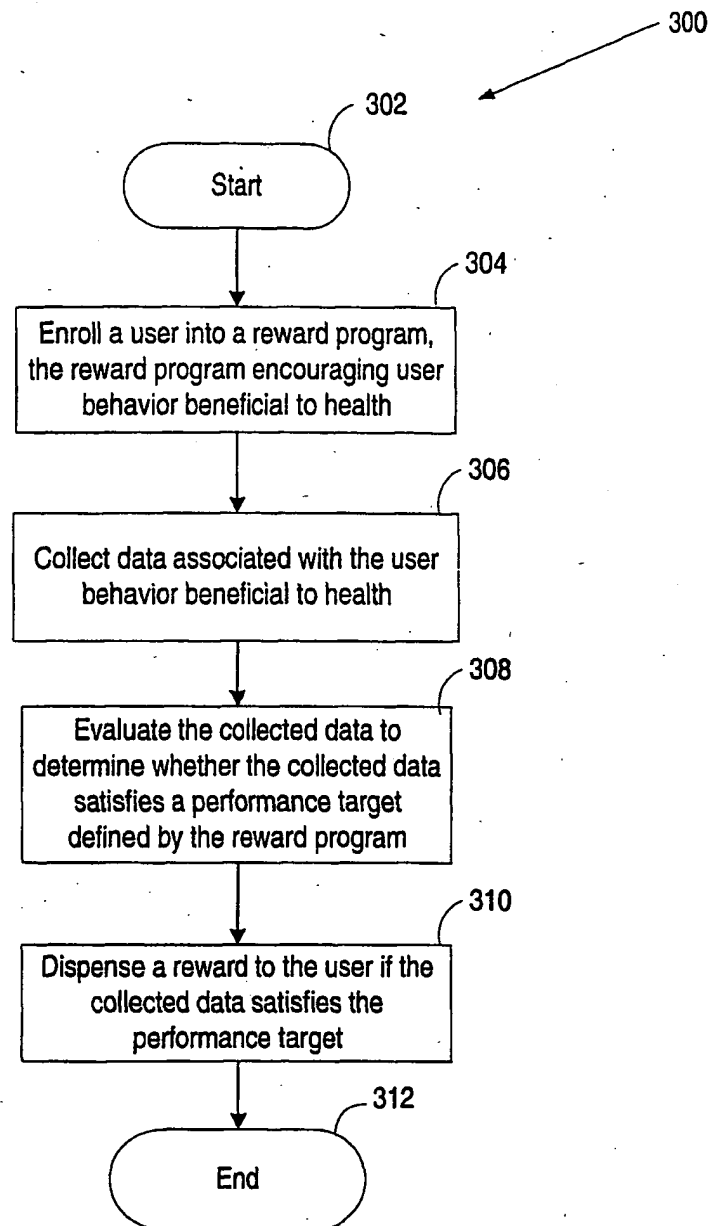 300
302
Start
304
Enroll a user into a reward program,
the reward program encouraging user
behavior beneficial to health
306
Collect data associated with the user
behavior beneficial to health
308
Evaluate the collected data to
determine whether the collected data
satisfies a performance target
defined by the reward program
310
Dispense a reward to the user if the
collected data satisfies the
performance target
312
End